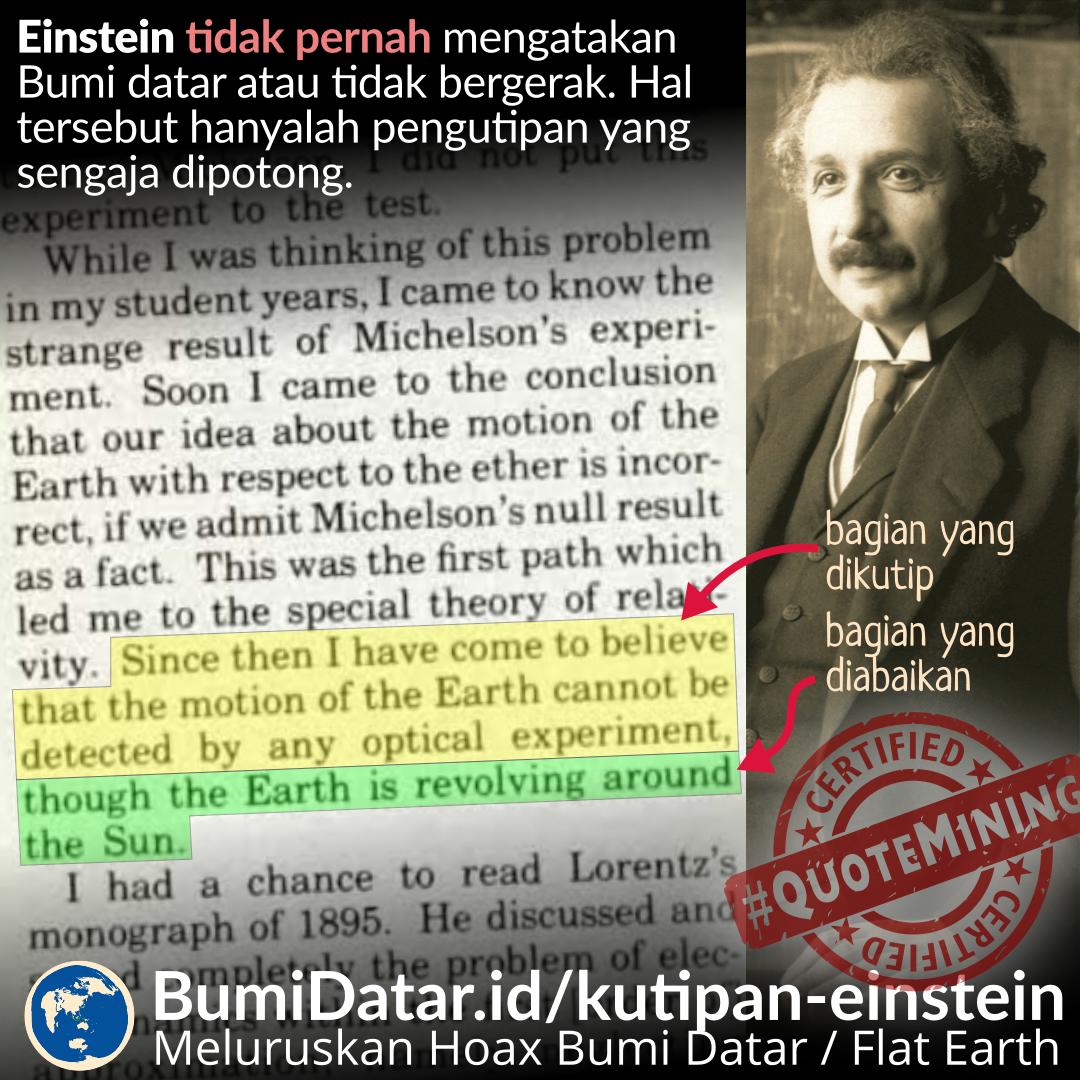 Einstein tidak pernah mengatakan
Bumi datar atau tidak bergerak. Hal
tersebut hanyalah pengutipan yang
sengaja dipotong.
I did not put this
experiment to the test.
While I was thinking of this problem
in my student years, I came to know the
strange result of Michelson's experi-
ment. Soon I came to the conclusion
that our idea about the motion of the
Earth with respect to the ether is incor-
rect, if we admit Michelson's null result
as a fact. This was the first path which
led me to the special theory of relati-
vity. Since then I have come to believe
that the motion of the Earth cannot be
detected by any optical experiment,
though the Earth is revolving around
the Sun.
I had a chance to read Lorentz's
monograph of 1895. He discussed and
completely the problem of elec-
bagian yang
dikutip
bagian yang
diabaikan
CERTIFIED
#QUOTEMINING
CERTIFIED
BumiDatar.id/kutipan-einstein
Meluruskan Hoax Bumi Datar / Flat Earth